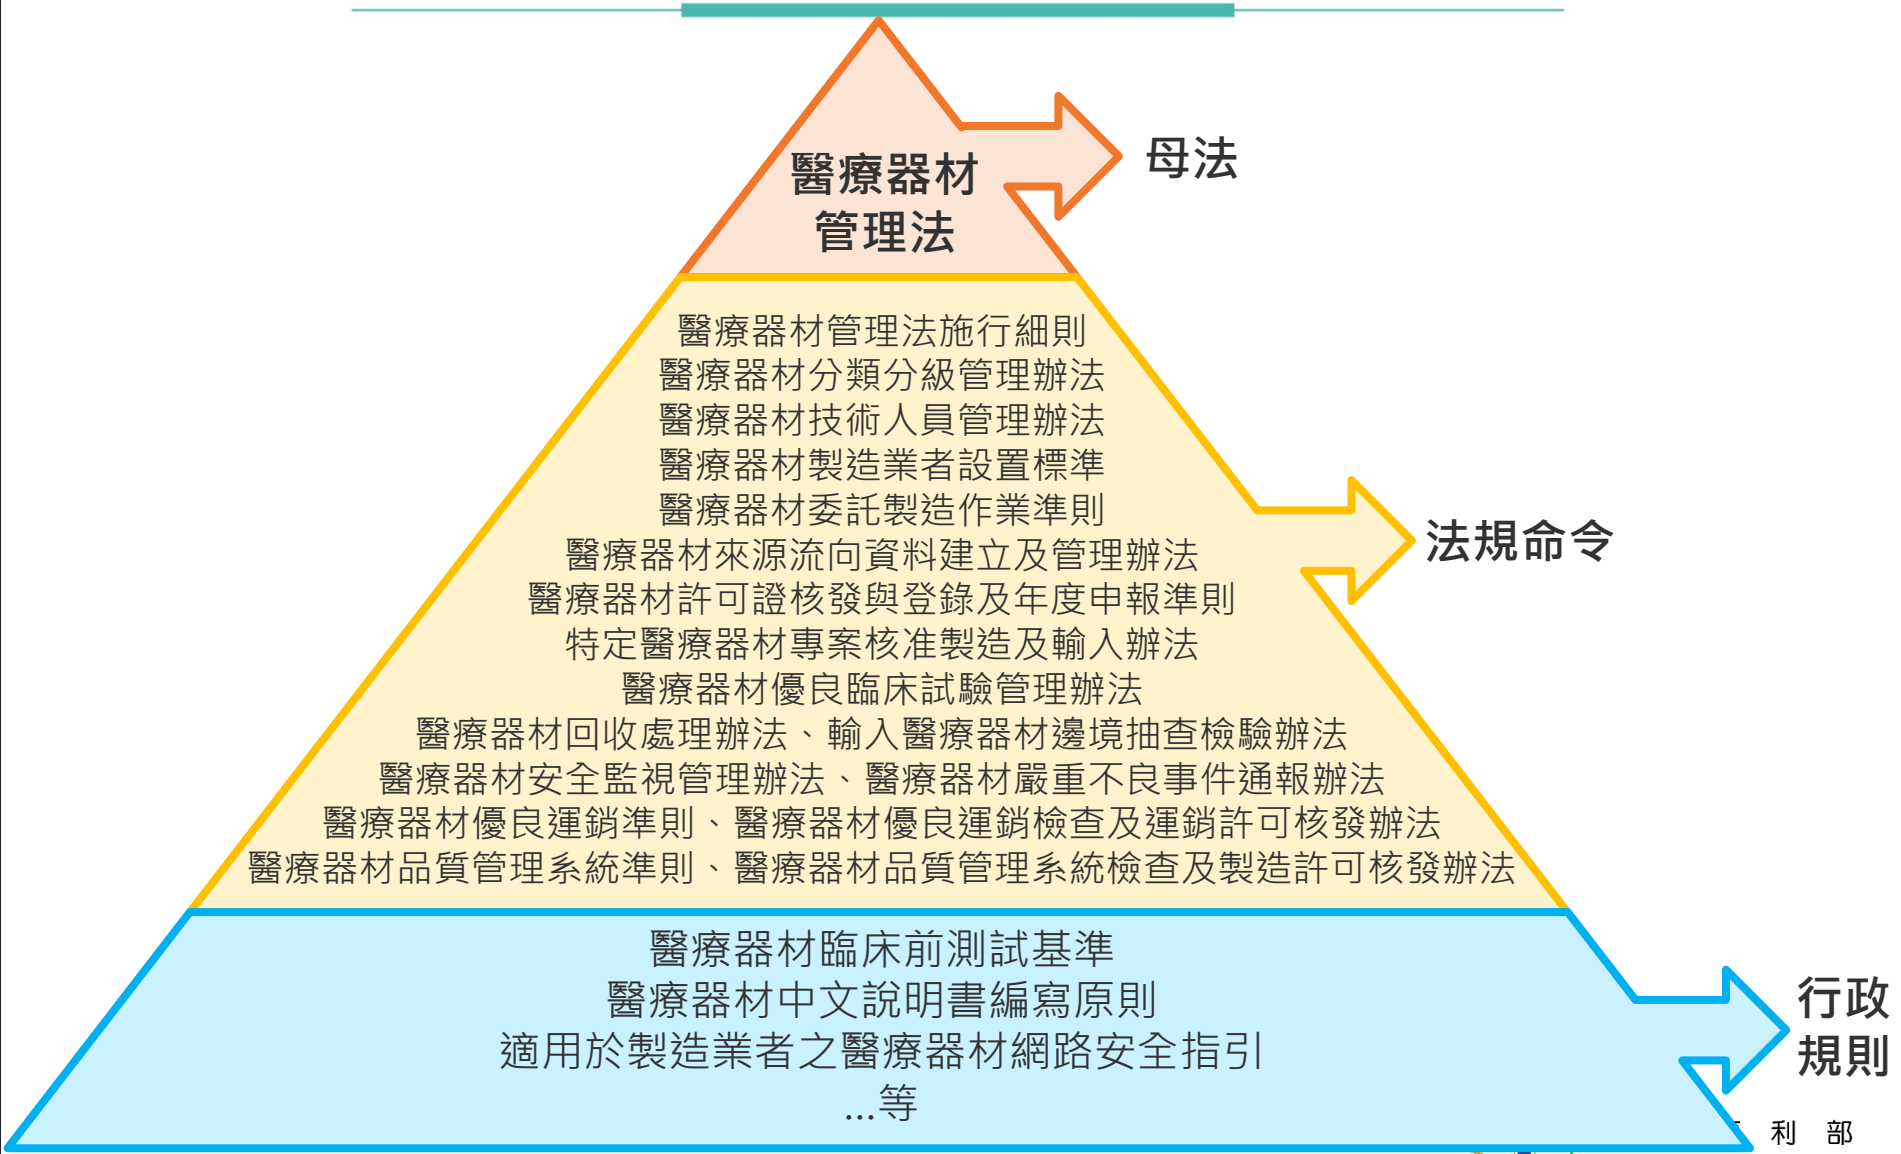 醫療器材
管理法
母法
醫療器材管理法施行細則
醫療器材分類分級管理辦法
醫療器材技術人員管理辦法
醫療器材製造業者設置標準
醫療器材委託製造作業準則
醫療器材來源流向資料建立及管理辦法
醫療器材許可證核發與登錄及年度申報準則
特定醫療器材專案核准製造及輸入辦法
醫療器材優良臨床試驗管理辦法
醫療器材回收處理辦法、輸入醫療器材邊境抽查檢驗辦法
醫療器材安全監視管理辦法、醫療器材嚴重不良事件通報辦法
醫療器材優良運銷準則、醫療器材優良運銷檢查及運銷許可核發辦法
醫療器材品質管理系統準則、醫療器材品質管理系統檢查及製造許可核發辦法
法規命令
醫療器材臨床前測試基準
醫療器材中文說明書編寫原則
適用於製造業者之醫療器材網路安全指引
...等
行政
規則
利部